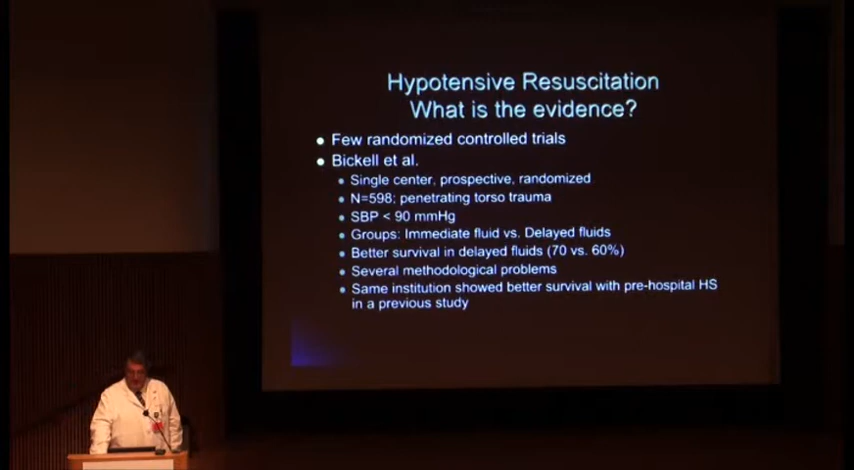 Hypotensive Resuscitation
What is the evidence?
Few randomized controlled trials
Bickell et al.
Single center, prospective, randomized
N=598; penetrating torso trauma
SBP < 90 mmHg
Groups: Immediate fluid vs. Delayed fluids
Better survival in delayed fluids (70 vs. 60%)
Several methodological problems
Same institution showed better survival with pre-hospital HS
in a previous study